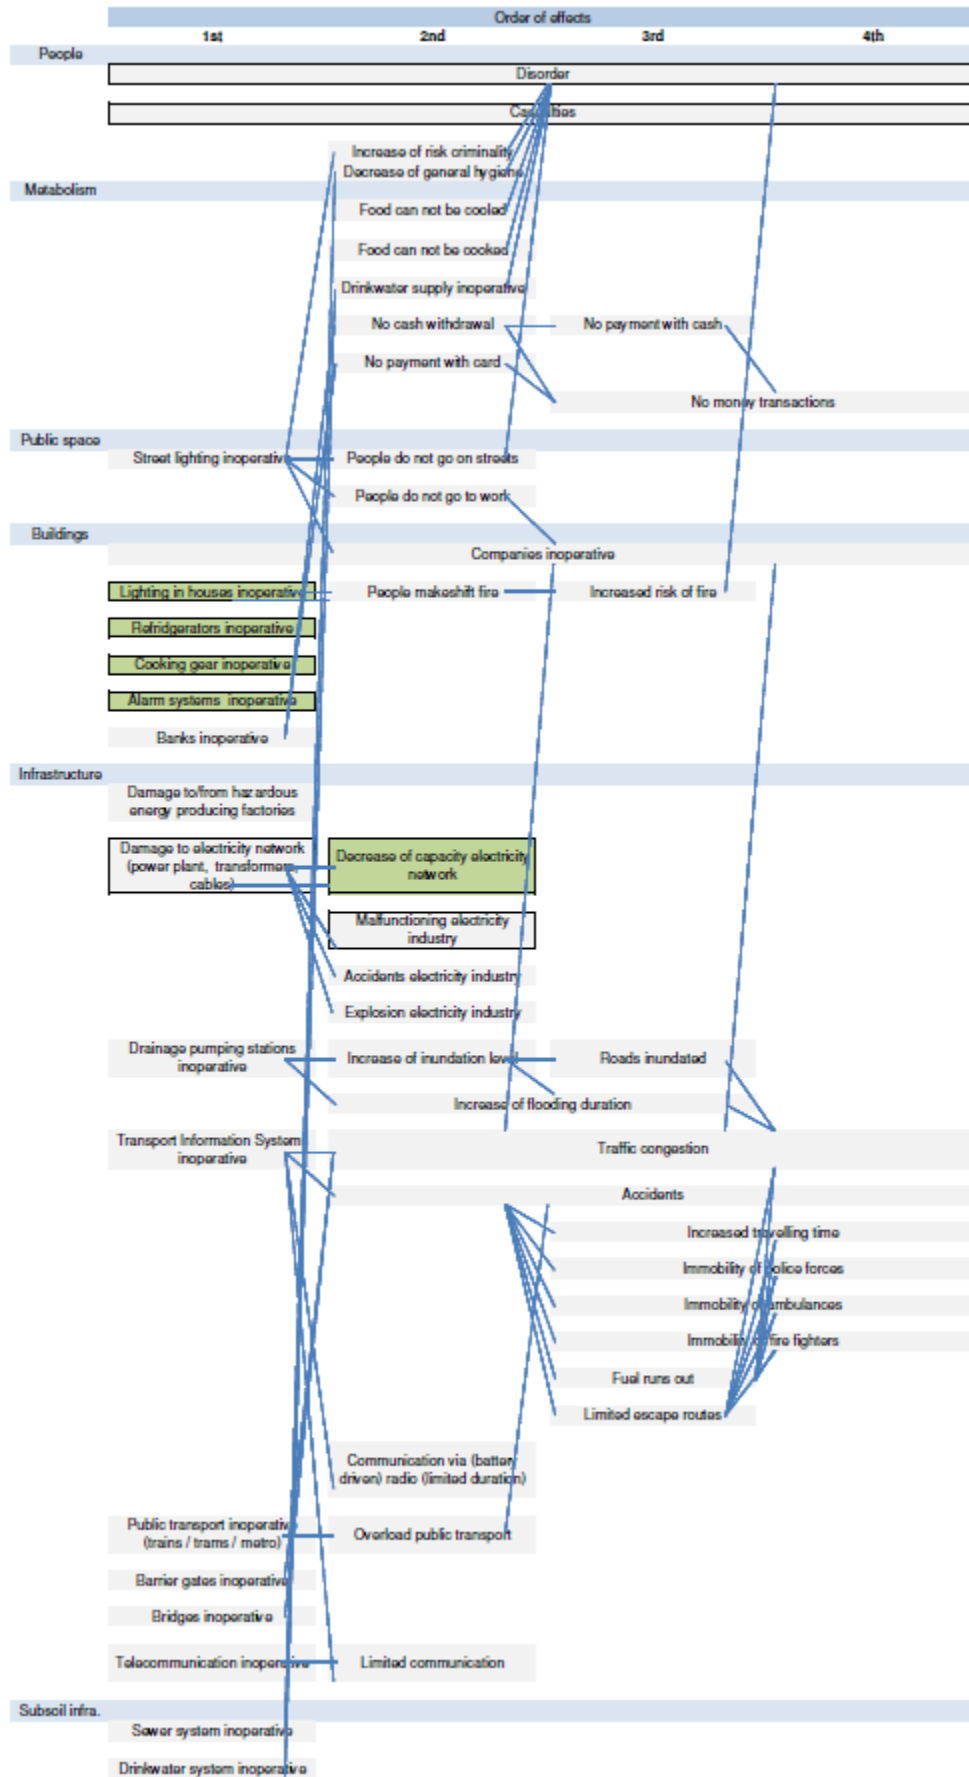 Order of effects
1st 2nd 3rd 4th
People
Disorder
Casualties
Increase of risk criminality
Decrease of general hygiene
Metabolism
Food can not be cooled
Food can not be cooked
Drinkwater supply inoperative
No cash withdrawal No payment with cash
No payment with card
No money transactions
Public space
Street lighting inoperative People do not go on streets
People do not go to work
Buildings
Companies inoperative
Lighting in houses inoperative People makeshift fire Increased risk of fire
Refridgerators inoperative
Cooking gear inoperative
Alarm systems inoperative
Banks inoperative
Infrastructure
Damage to/from hazardous
energy producing factories
Damage to electricity network
(power plant, transformers,
cables)
Decrease of capacity electricity
network
Malfunctioning electricity
industry
Accidents electricity industry
Explosion electricity industry
Drainage pumping stations
inoperative
Increase of inundation level
Roads inundated
Increase of flooding duration
Transport Information System
inoperative
Traffic congestion
Accidents
Increased travelling time
Immobility of police forces
Immobility of ambulances
Immobility of fire fighters
Fuel runs out
Limited escape routes
Communication via (battery
driven) radio (limited duration)
Public transport inoperative
(trains / trams / metro)
Overload public transport
Barrier gates inoperative
Bridges inoperative
Telecommunication inoperative Limited communication
Subsoil infra.
Sewer system inoperative
Drinkwater system inoperative